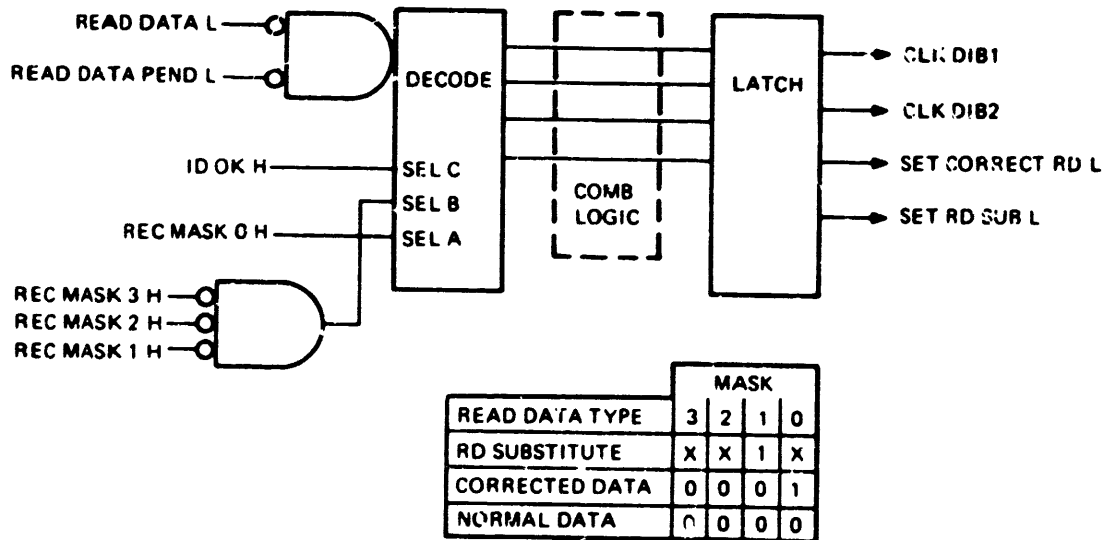 READ DATA L
READ DATA PEND L
DECODE
ID OK H
SEL C
SEL B
REC MASK 0 H
SEL A
REC MASK 3 H
REC MASK 2 H
REC MASK 1 H
COMB
LOGIC
LATCH
CLK DIB1
CLK DIB2
SET CORRECT RD L
SET RD SUB L
MASK
READ DATA TYPE 3 2 1 0
RD SUBSTITUTE X X 1 X
CORRECTED DATA 0 0 0 1
NORMAL DATA 0 0 0 0